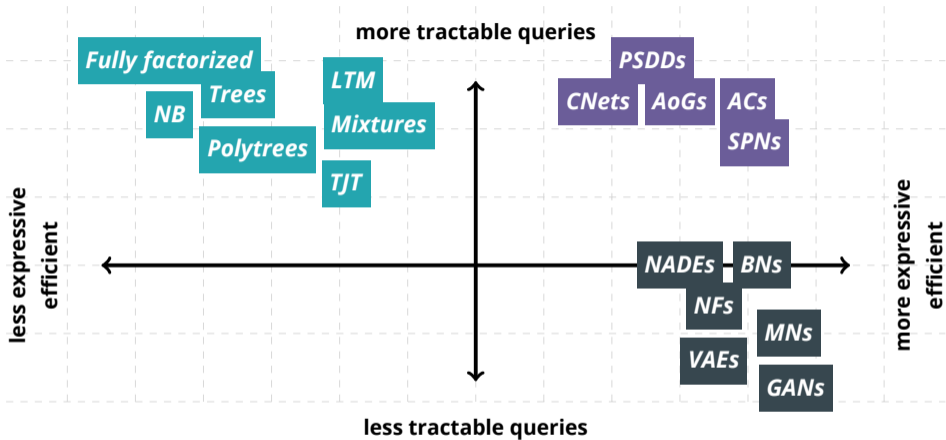 more tractable queries
Fully factorized
PSDDs
LTM
Trees
CNets
AoGs
ACs
NB
Mixtures
Polytrees
SPNs
TJT
less expressive
efficient
more expressive
efficient
NADEs
BNs
NFs
MNs
VAEs
GANs
less tractable queries